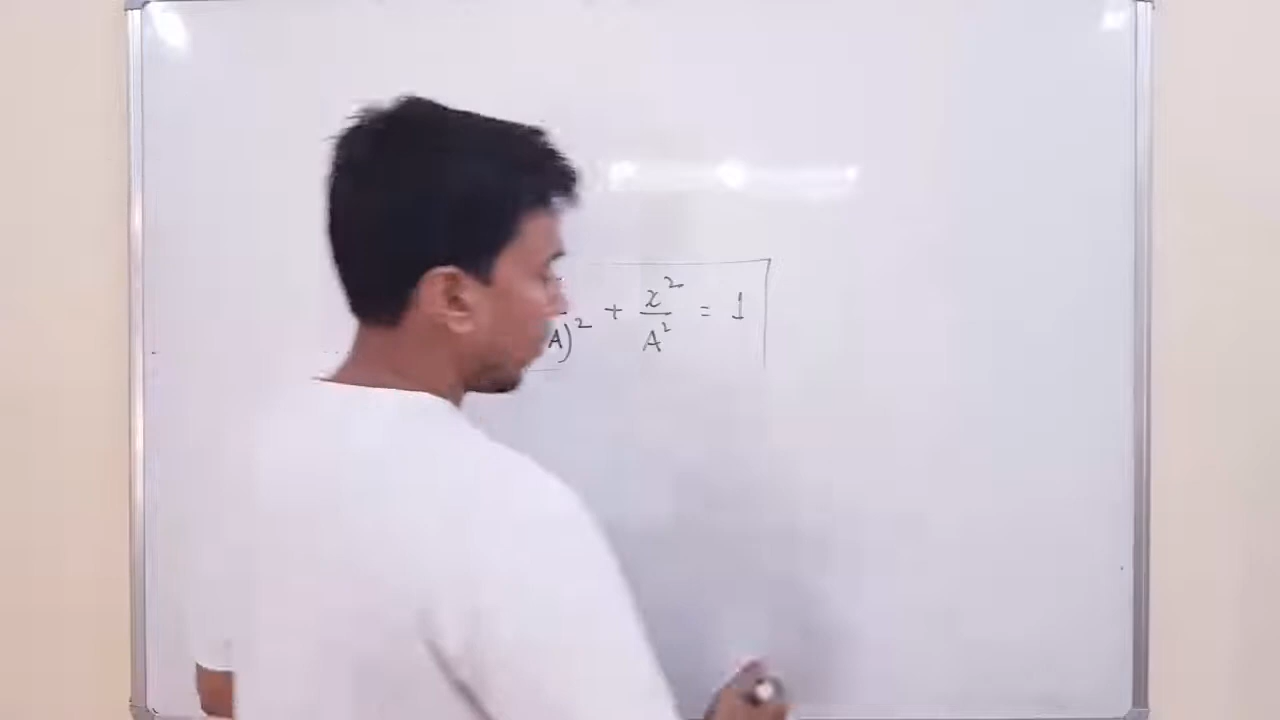 A)² + x²/A² = 1